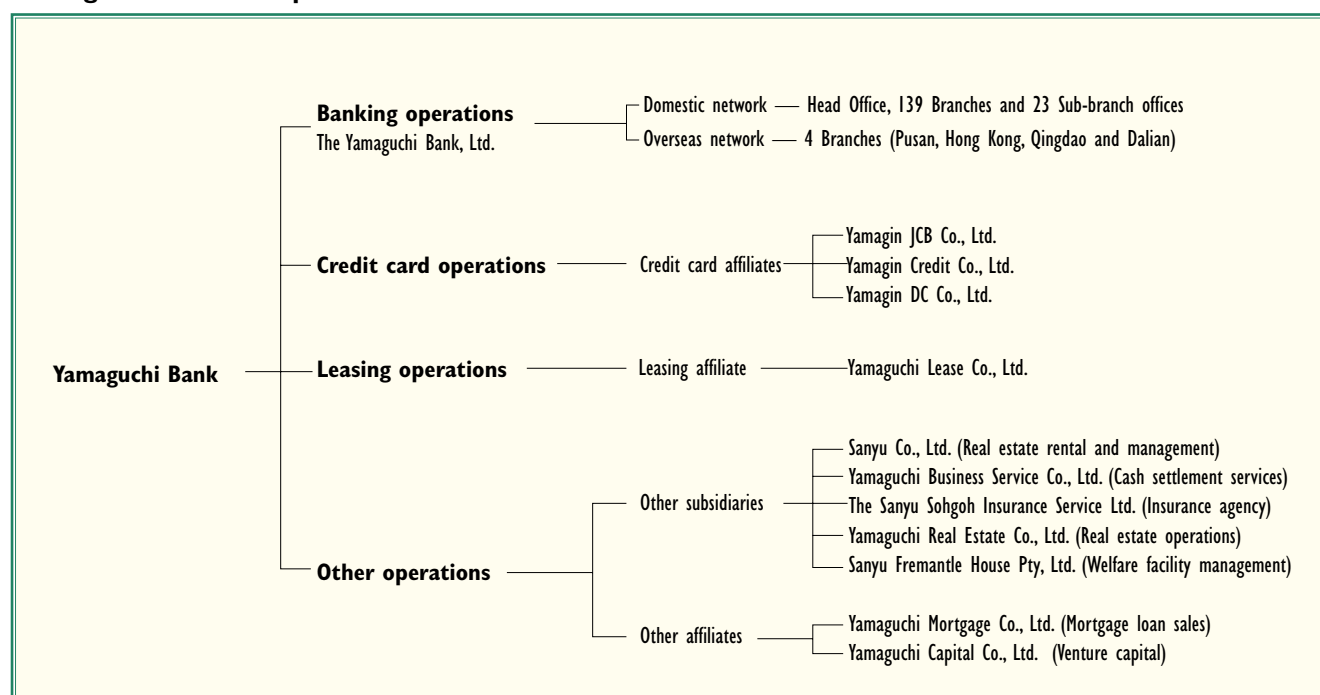 Banking operations
The Yamaguchi Bank, Ltd.
Domestic network — Head Office, 139 Branches and 23 Sub-branch offices
Overseas network — 4 Branches (Pusan, Hong Kong, Qingdao and Dalian)
Credit card operations
Credit card affiliates
Yamagin JCB Co., Ltd.
Yamagin Credit Co., Ltd.
Yamagin DC Co., Ltd.
Yamaguchi Bank
Leasing operations
Leasing affiliate
Yamaguchi Lease Co., Ltd.
Other operations
Other subsidiaries
Sanyu Co., Ltd. (Real estate rental and management)
Yamaguchi Business Service Co., Ltd. (Cash settlement services)
The Sanyu Sohgoh Insurance Service Ltd. (Insurance agency)
Yamaguchi Real Estate Co., Ltd. (Real estate operations)
Sanyu Fremantle House Pty, Ltd. (Welfare facility management)
Other affiliates
Yamaguchi Mortgage Co., Ltd. (Mortgage loan sales)
Yamaguchi Capital Co., Ltd. (Venture capital)